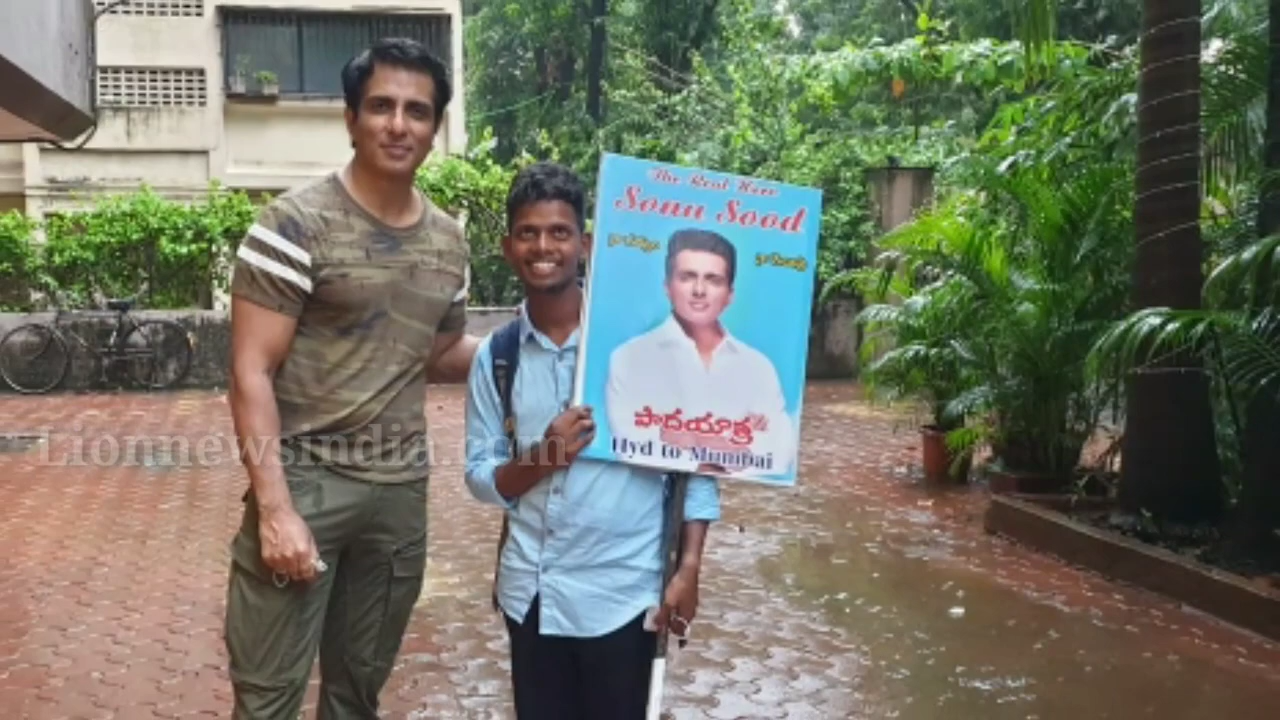 The Real Hero
Sonu Sood
పాదయాత్ర
Hyd to Mumbai
Lionnewsindia.com